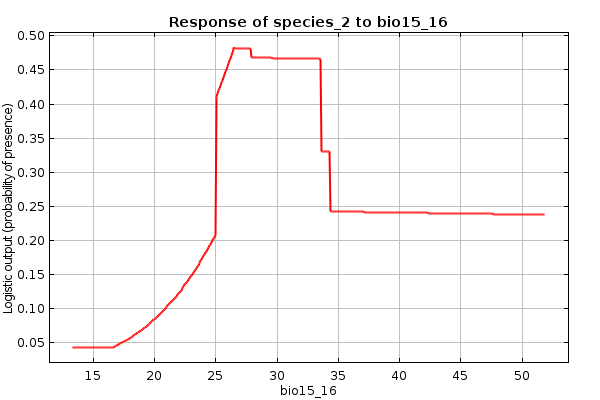 Response of species_2 to bio15_16
Logistic output (probability of presence)
0.50
0.45
0.40
0.35
0.30
0.25
0.20
0.15
0.10
0.05
15 20 25 30 35 40 45 50
bio15_16